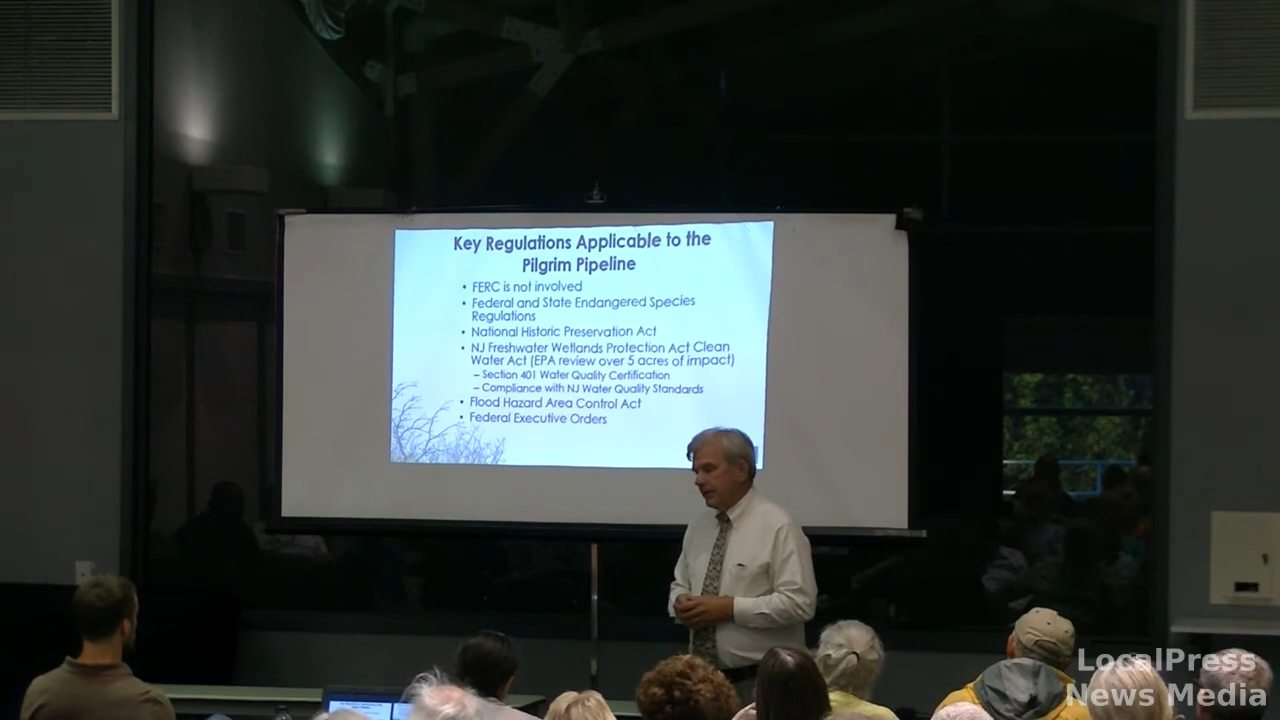 Key Regulations Applicable to the
Pilgrim Pipeline
• FERC is not involved
• Federal and State Endangered Species
Regulations
• National Historic Preservation Act
• NJ Freshwater Wetlands Protection Act Clean
Water Act (EPA review over 5 acres of impact)
– Section 401 Water Quality Certification
– Compliance with NJ Water Quality Standards
• Flood Hazard Area Control Act
• Federal Executive Orders
LocalPress
News Media